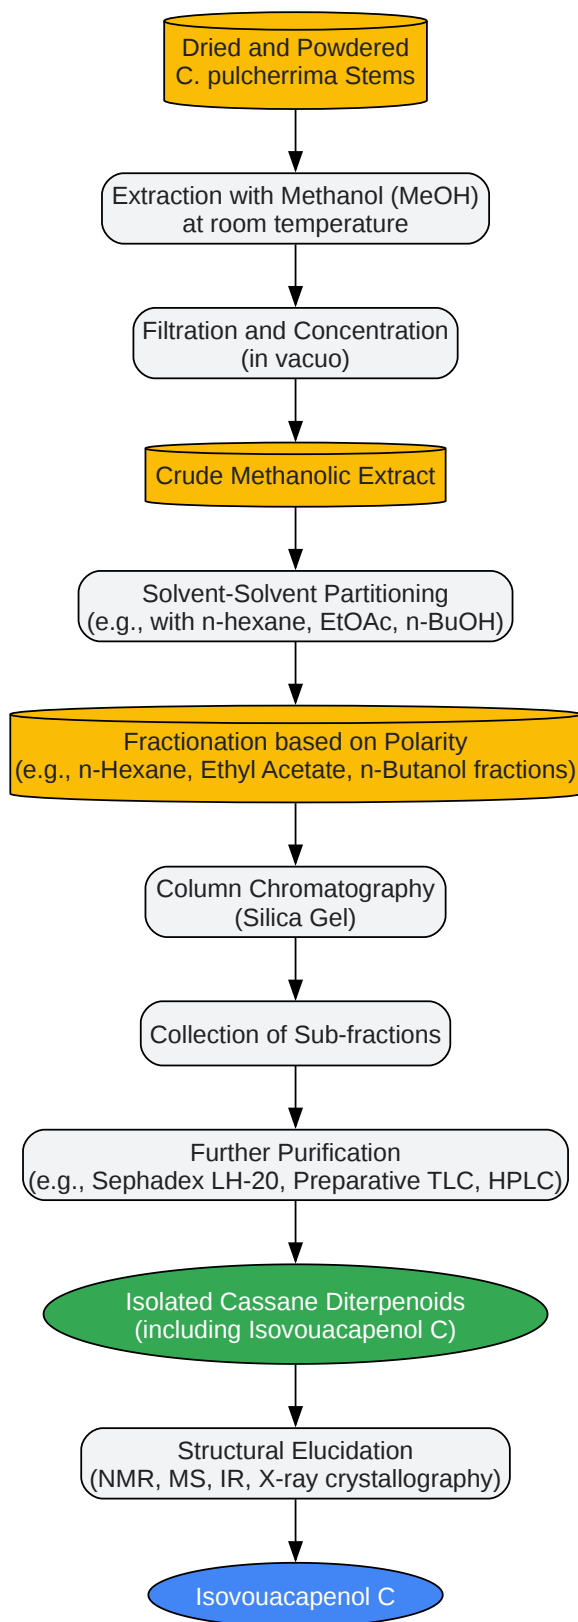 Dried and Powdered
C. pulcherrima Stems
Extraction with Methanol (MeOH)
at room temperature
Filtration and Concentration
(in vacuo)
Crude Methanolic Extract
Solvent-Solvent Partitioning
(e.g., with n-hexane, EtOAc, n-BuOH)
Fractionation based on Polarity
(e.g., n-Hexane, Ethyl Acetate, n-Butanol fractions)
Column Chromatography
(Silica Gel)
Collection of Sub-fractions
Further Purification
(e.g., Sephadex LH-20, Preparative TLC, HPLC)
Isolated Cassane Diterpenoids
(including Isovouacapenol C)
Structural Elucidation
(NMR, MS, IR, X-ray crystallography)
Isovouacapenol C